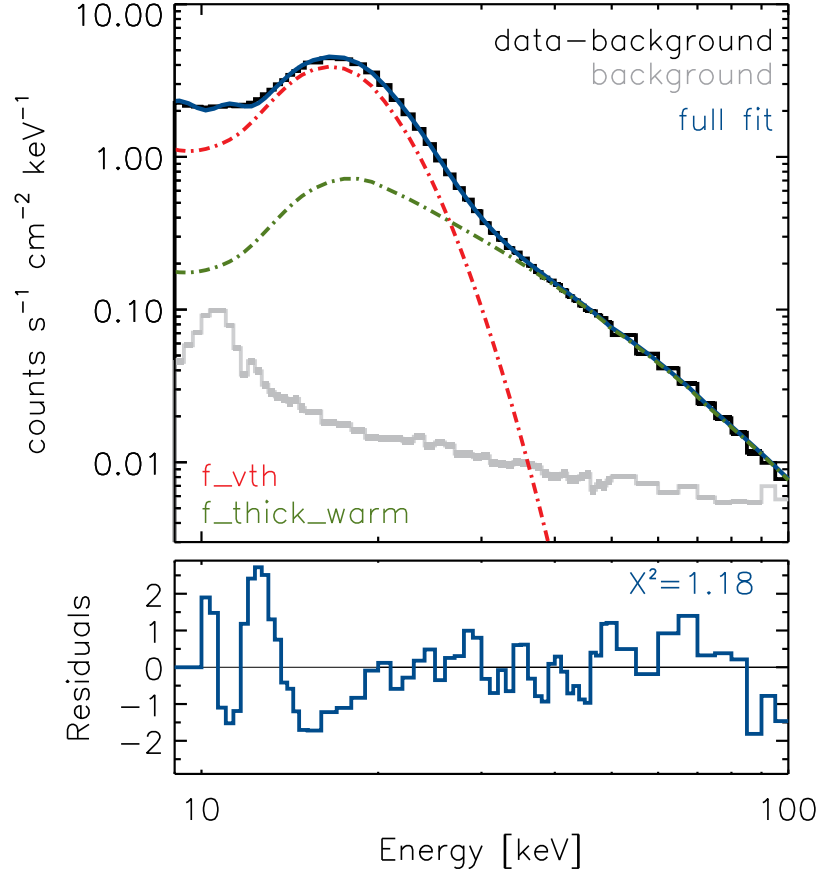 10.00
1.00
0.10
0.01
counts s⁻¹ cm⁻² keV⁻¹
data−background
background
full fit
f_vth
f_thick_warm
Residuals
2
1
0
−1
−2
X²=1.18
10
100
Energy [keV]